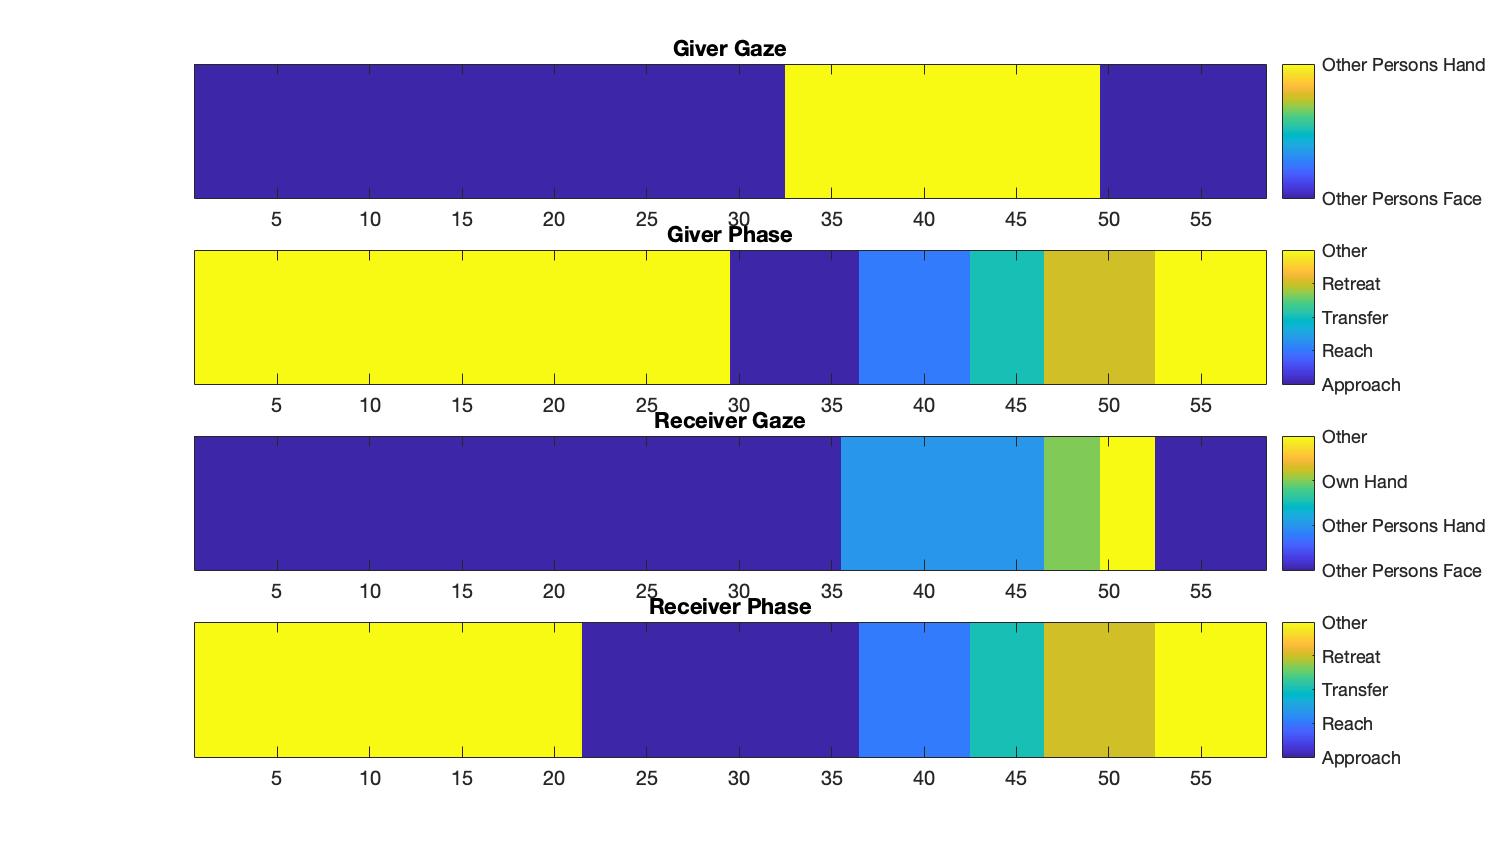 Giver Gaze
Other Persons Hand
Other Persons Face
5 10 15 20 25 30 35 40 45 50 55
Giver Phase
Other
Retreat
Transfer
Reach
Approach
5 10 15 20 25 30 35 40 45 50 55
Receiver Gaze
Other
Own Hand
Other Persons Hand
Other Persons Face
5 10 15 20 25 30 35 40 45 50 55
Receiver Phase
Other
Retreat
Transfer
Reach
Approach
5 10 15 20 25 30 35 40 45 50 55